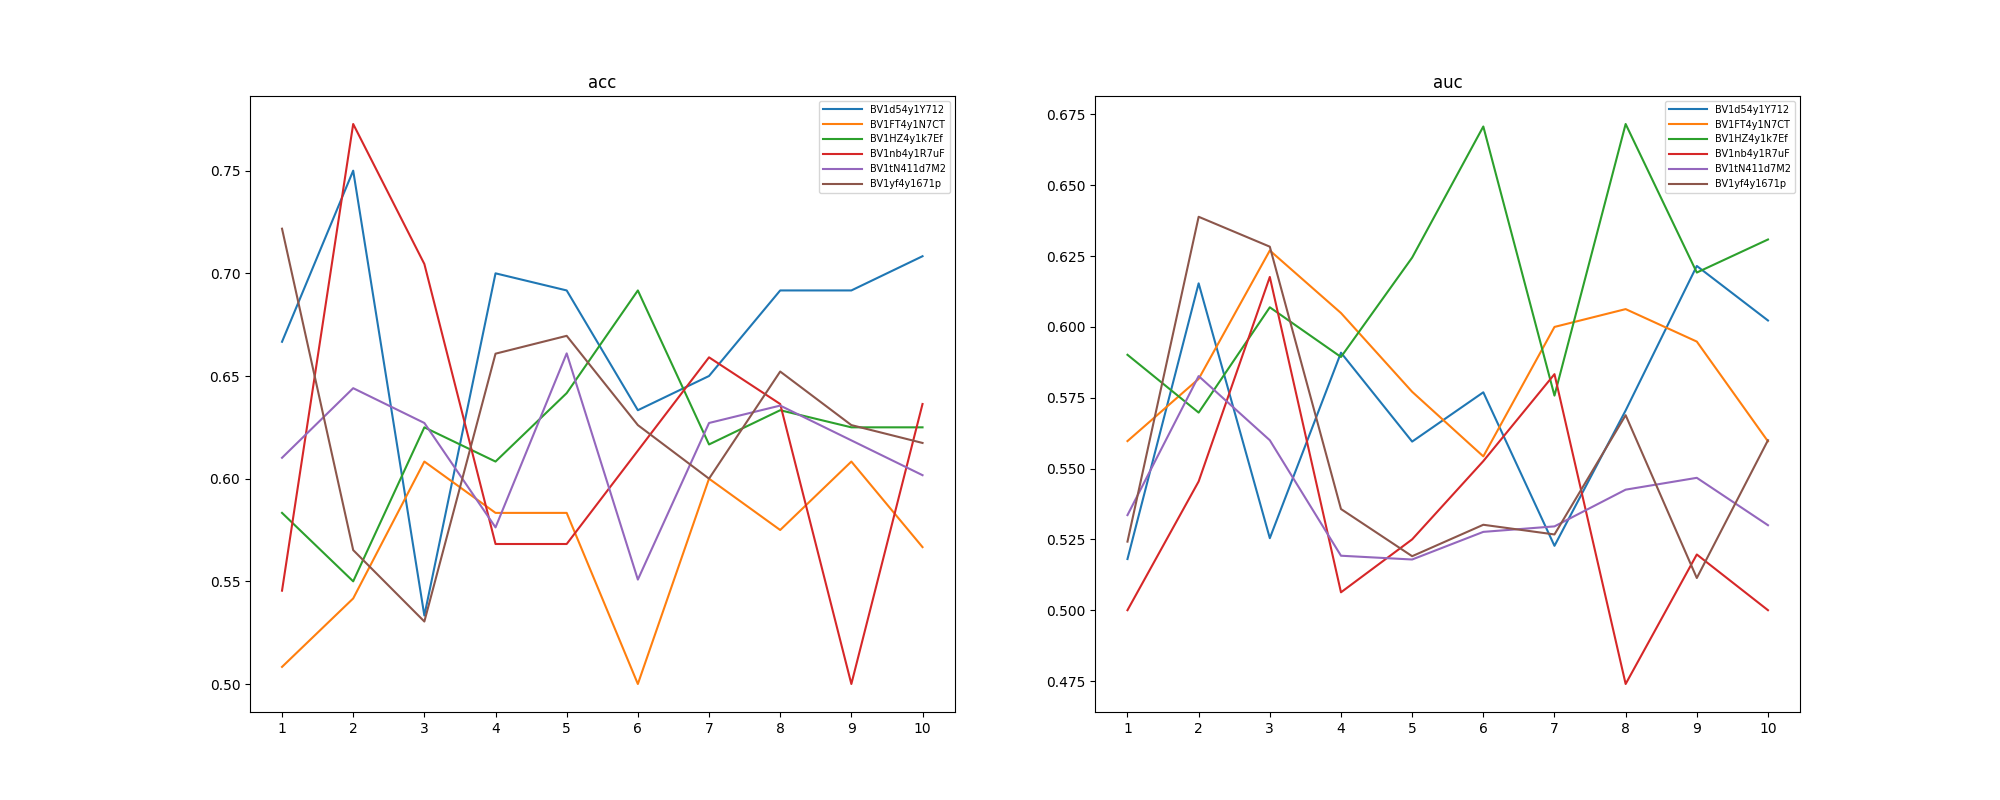 acc
0.75
0.70
0.65
0.60
0.55
0.50
1 2 3 4 5 6 7 8 9 10
BV1d54y1Y712
BV1FT4y1N7CT
BV1HZ4y1k7Ef
BV1nb4y1R7uF
BV1tN411d7M2
BV1yf4y1671p
auc
0.675
0.650
0.625
0.600
0.575
0.550
0.525
0.500
0.475
1 2 3 4 5 6 7 8 9 10
BV1d54y1Y712
BV1FT4y1N7CT
BV1HZ4y1k7Ef
BV1nb4y1R7uF
BV1tN411d7M2
BV1yf4y1671p